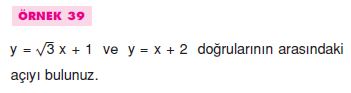 ÖRNEK 39
y = √3 x + 1 ve y = x + 2 doğrularının arasındaki
açıyı bulunuz.